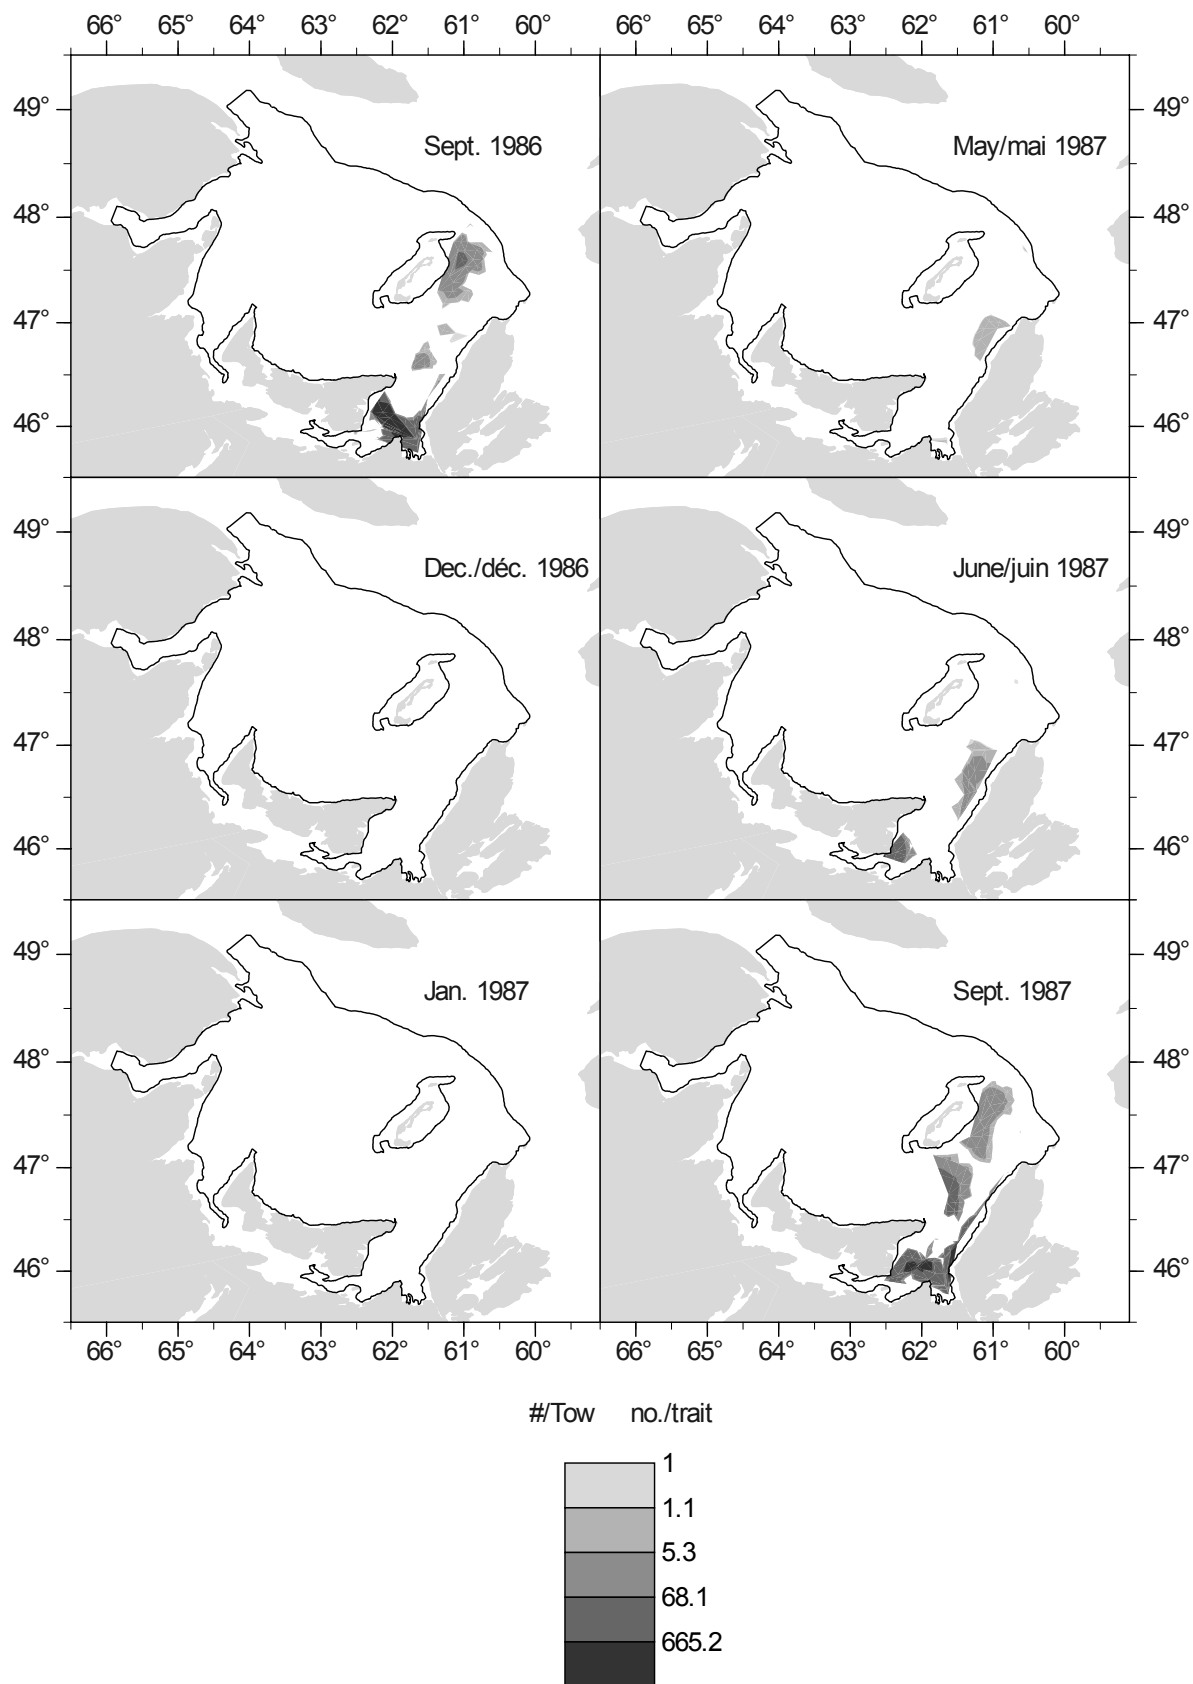 66° 65° 64° 63° 62° 61° 60° 66° 65° 64° 63° 62° 61° 60°
49° 49°
Sept. 1986 May/mai 1987
48° 48°
47° 47°
46° 46°
49° 49°
Dec./déc. 1986 June/juin 1987
48° 48°
47° 47°
46° 46°
49° 49°
Jan. 1987 Sept. 1987
48° 48°
47° 47°
46° 46°
66° 65° 64° 63° 62° 61° 60° 66° 65° 64° 63° 62° 61° 60°
#/Tow no./trait
1
1.1
5.3
68.1
665.2